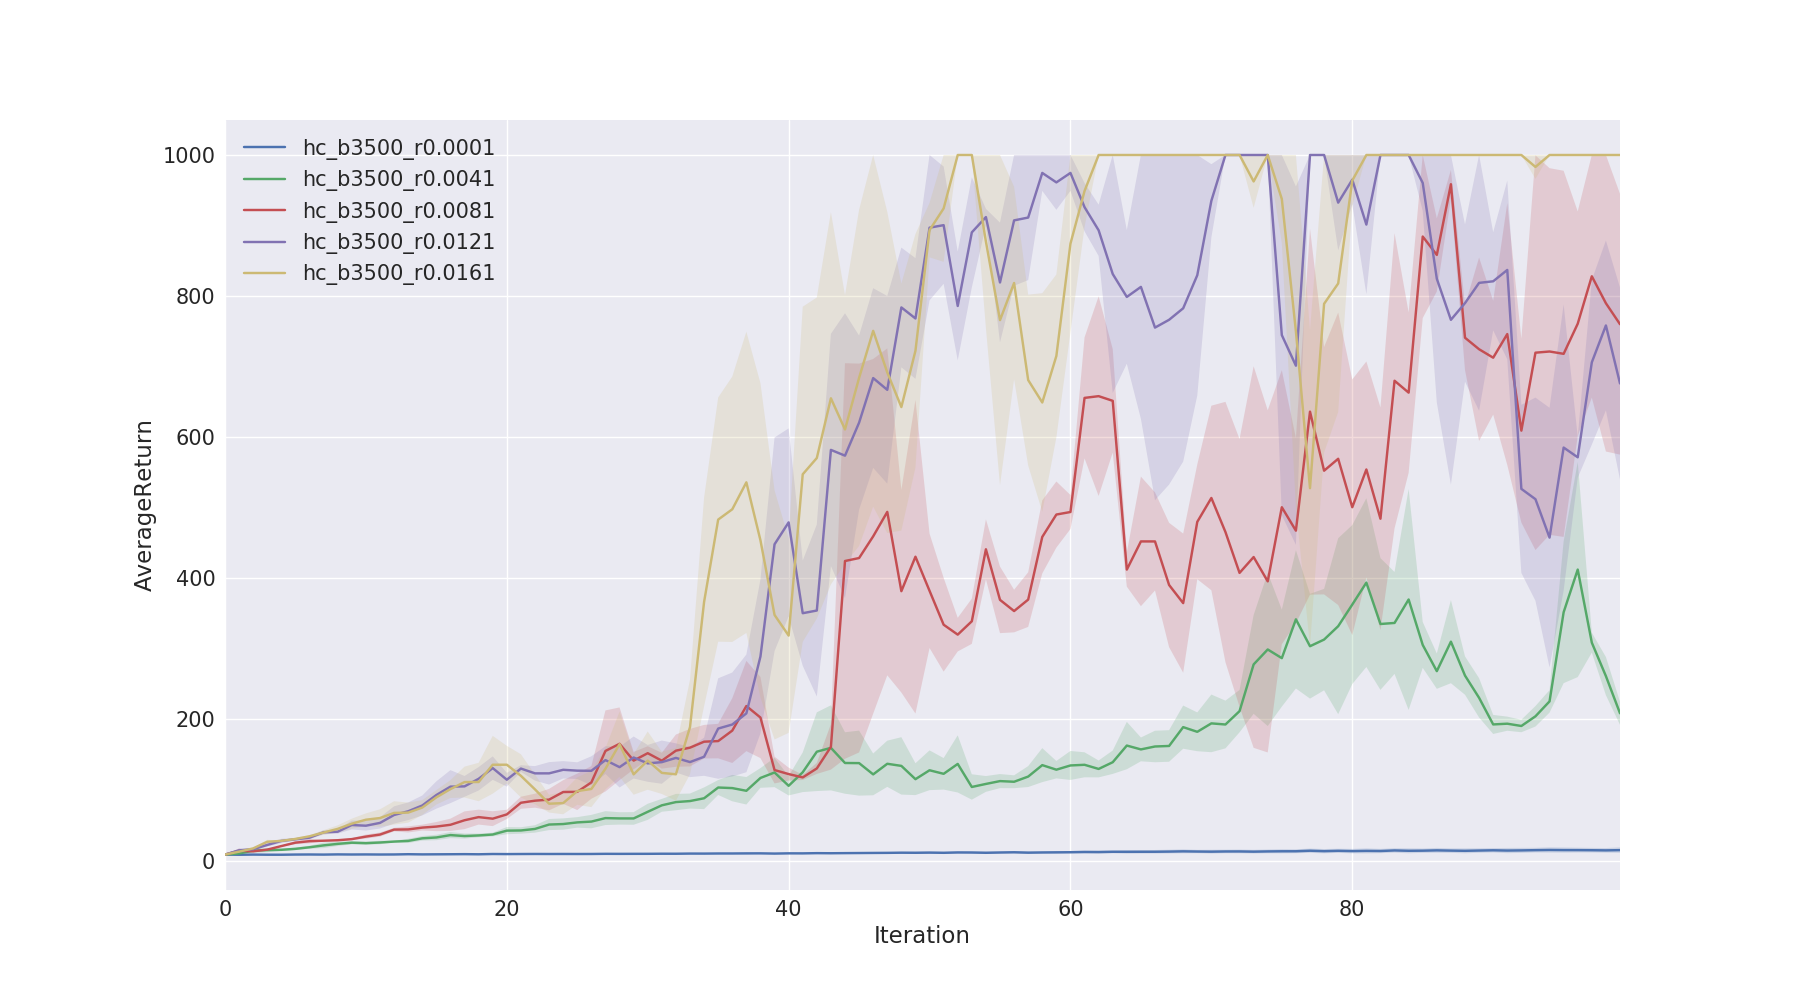 hc_b3500_r0.0001
hc_b3500_r0.0041
hc_b3500_r0.0081
hc_b3500_r0.0121
hc_b3500_r0.0161
1000
800
600
400
200
0
AverageReturn
0 20 40 60 80
Iteration